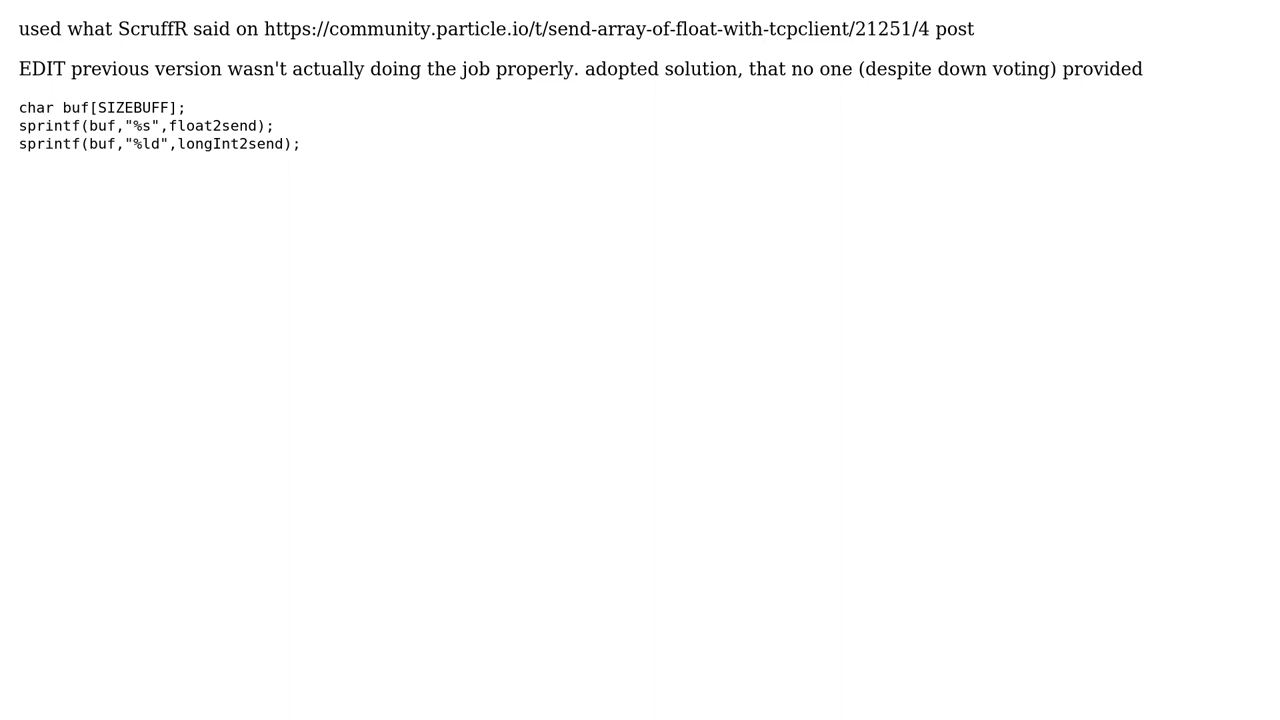 used what ScruffR said on https://community.particle.io/t/send-array-of-float-with-tcpclient/21251/4 post
EDIT previous version wasn't actually doing the job properly. adopted solution, that no one (despite down voting) provided
char buf[SIZEBUFF];
sprintf(buf,"%s",float2send);
sprintf(buf,"%ld",longInt2send);